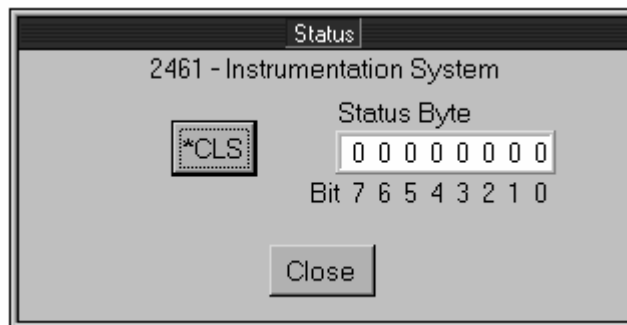 Status
2461 - Instrumentation System
Status Byte
*CLS
0 0 0 0 0 0 0 0
Bit 7 6 5 4 3 2 1 0
Close